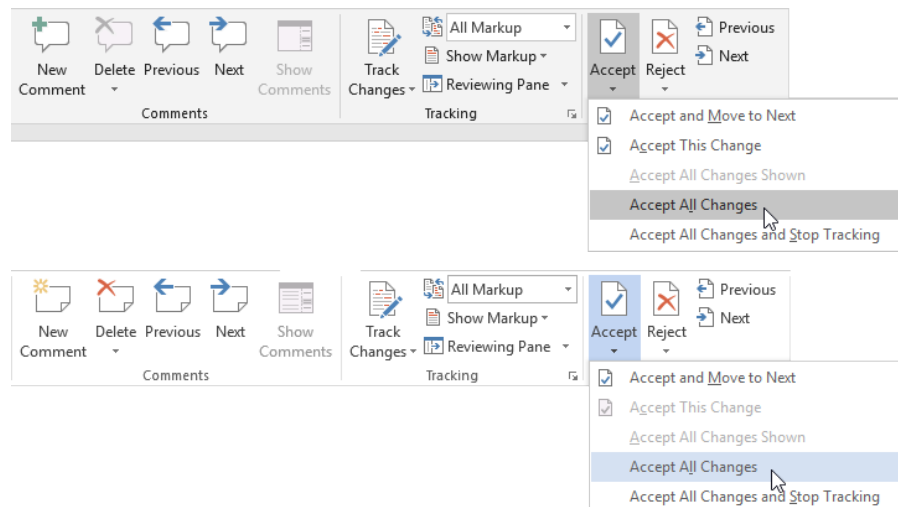 All Markup
Previous
Show Markup
Next
New Comment
Delete
Previous
Next
Show Comments
Track Changes
Reviewing Pane
Accept
Reject
Comments
Tracking
Accept and Move to Next
Accept This Change
Accept All Changes Shown
Accept All Changes
Accept All Changes and Stop Tracking
All Markup
Previous
Show Markup
Next
New Comment
Delete
Previous
Next
Show Comments
Track Changes
Reviewing Pane
Accept
Reject
Comments
Tracking
Accept and Move to Next
Accept This Change
Accept All Changes Shown
Accept All Changes
Accept All Changes and Stop Tracking